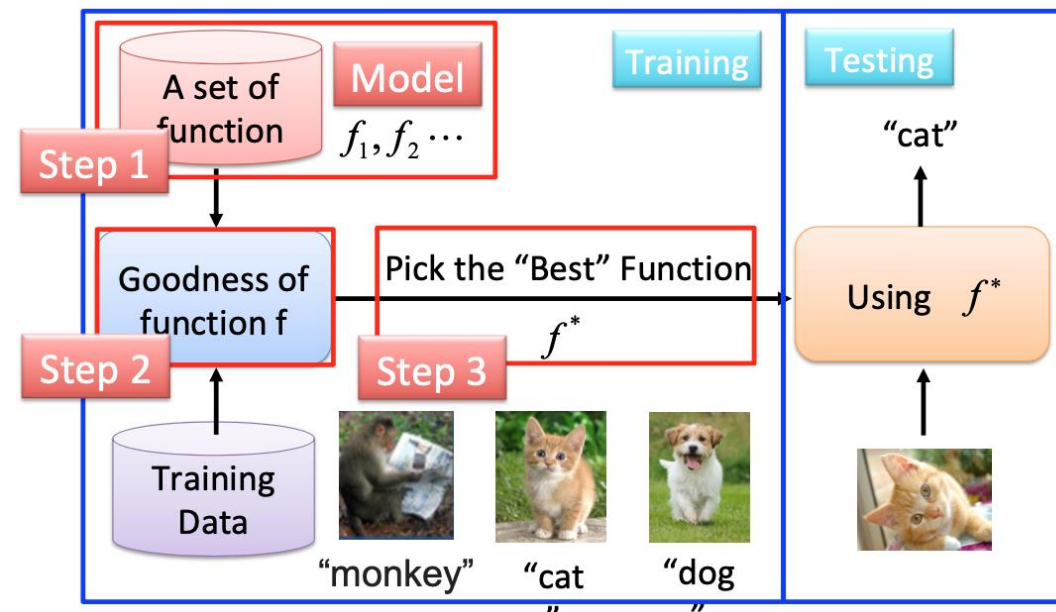 A set of
function
Model
f₁, f₂ ⋯
Step 1
Training
Testing
"cat"
Goodness of
function f
Step 2
Pick the "Best" Function
f*
Step 3
Using f*
Training
Data
"monkey"
"cat
"
"dog
"